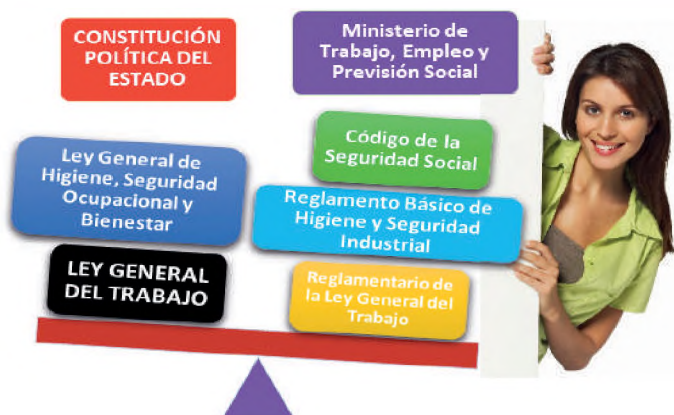 CONSTITUCIÓN
POLÍTICA DEL
ESTADO
Ministerio de
Trabajo, Empleo y
Previsión Social
Ley General de
Higiene, Seguridad
Ocupacional y
Bienestar
Código de la
Seguridad Social
Reglamento Básico de
Higiene y Seguridad
Industrial
LEY GENERAL
DEL TRABAJO
Reglamentario de
la Ley General del
Trabajo